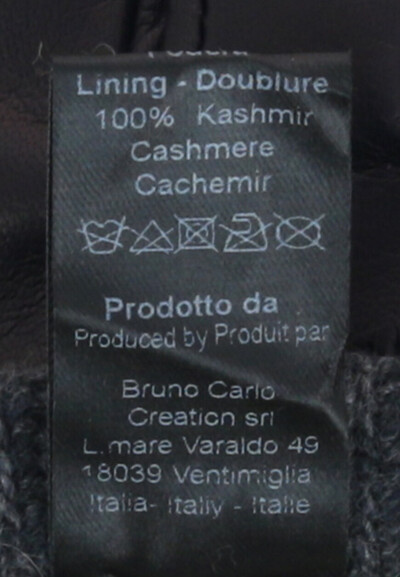 Fodera
Lining - Doublure
100% Kashmir
Cashmere
Cachemir
Prodotto da
Produced by Produit par
Bruno Carlo
Creation srl
L.mare Varaldo 49
18039 Ventimiglia
Italia- Italy - Italie